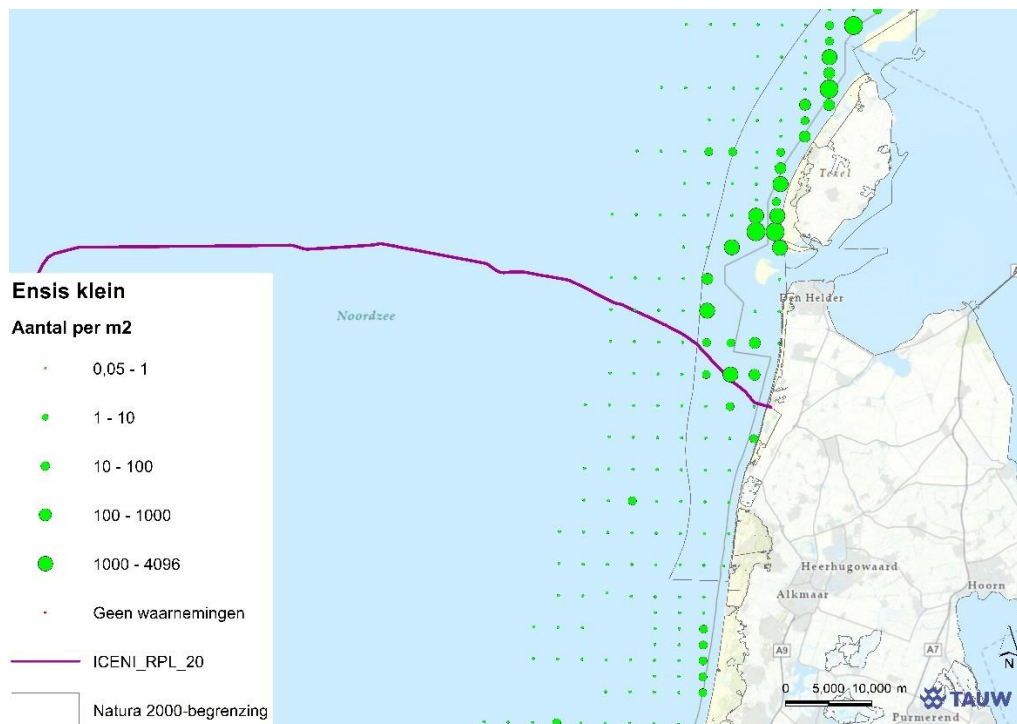 Texel
Den Helder
Noordzee
Ensis klein
Aantal per m2
0,05 - 1
1 - 10
10 - 100
100 - 1000
1000 - 4096
Geen waarnemingen
ICENI_RPL_20
Natura 2000-begrenzing
Heerhugowaard
Hoorn
Alkmaar
A9
A7
N
0 5,000 10,000 m
TAUW
Purmerend